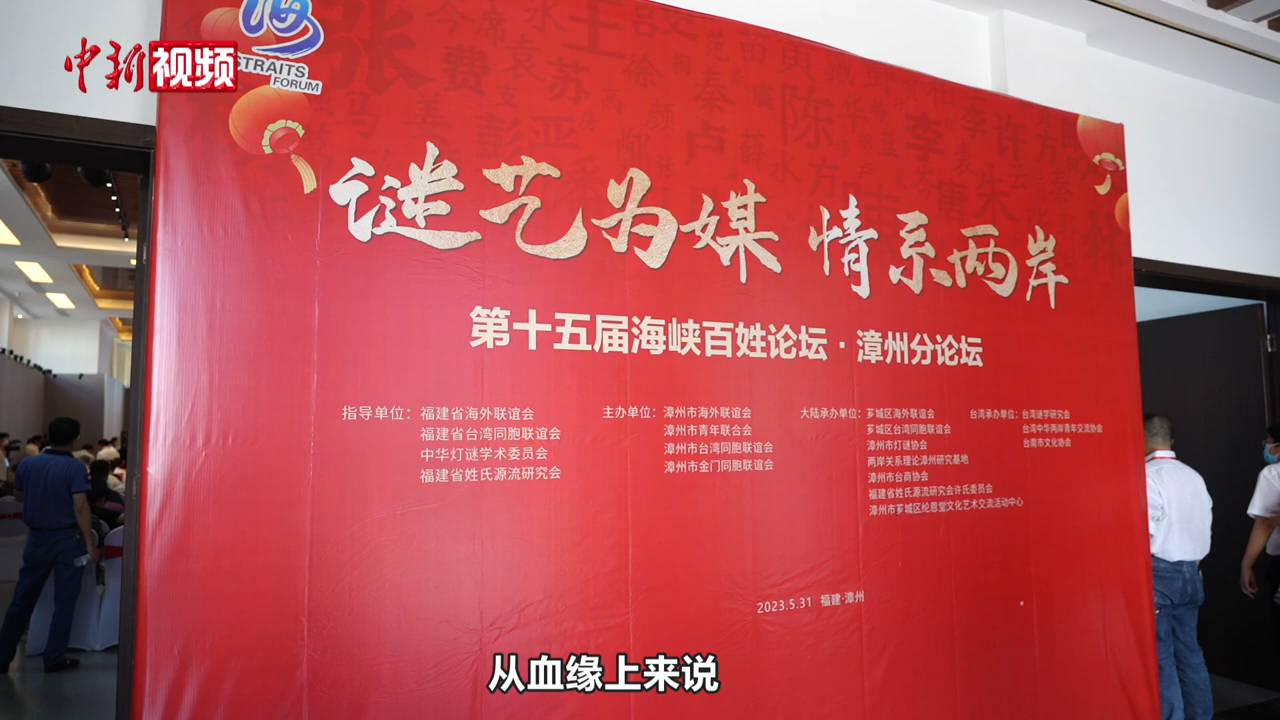 中新视频
海
STRAITS
FORUM
谜艺为媒 情系两岸
第十五届海峡百姓论坛·漳州分论坛
指导单位：福建省海外联谊会
福建省台湾同胞联谊会
中华灯谜学术委员会
福建省姓氏源流研究会
主办单位：漳州市海外联谊会
漳州市青年联合会
漳州市台湾同胞联谊会
漳州市金门同胞联谊会
大陆承办单位：芗城区海外联谊会
芗城区台湾同胞联谊会
漳州市灯谜协会
两岸关系理论漳州研究基地
漳州市台商协会
福建省姓氏源流研究会许氏委员会
漳州市芗城区纶恩堂文化艺术交流活动中心
台湾承办单位：台湾谜学研究会
台湾中华两岸青年交流协会
台南市文化协会
2023.5.31 福建·漳州
从血缘上来说